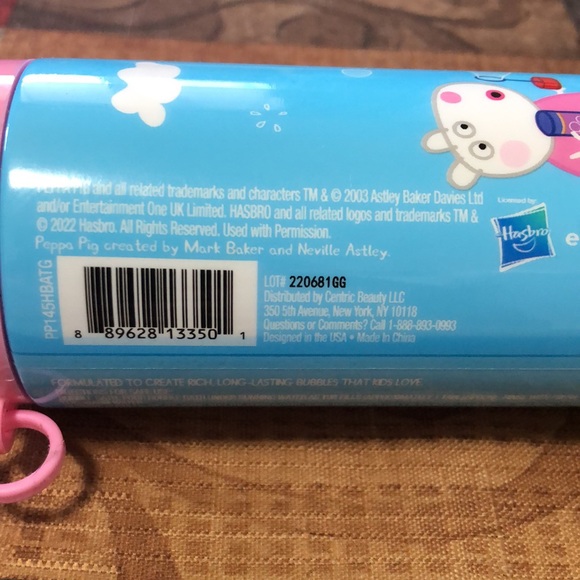 PEPPA PIG and all related trademarks and characters TM & © 2003 Astley Baker Davies Ltd
and/or Entertainment One UK Limited. HASBRO and all related logos and trademarks TM &
© 2022 Hasbro. All Rights Reserved. Used with Permission.
Peppa Pig created by Mark Baker and Neville Astley.
Licensed by:
Hasbro
e
PP145HBATG
8 89628 13350 1
LOT# 220681GG
Distributed by Centric Beauty LLC
350 5th Avenue, New York, NY 10118
Questions or Comments? Call 1-888-893-0993
Designed in the USA • Made In China
FORMULATED TO CREATE RICH, LONG-LASTING BUBBLES THAT KIDS LOVE.